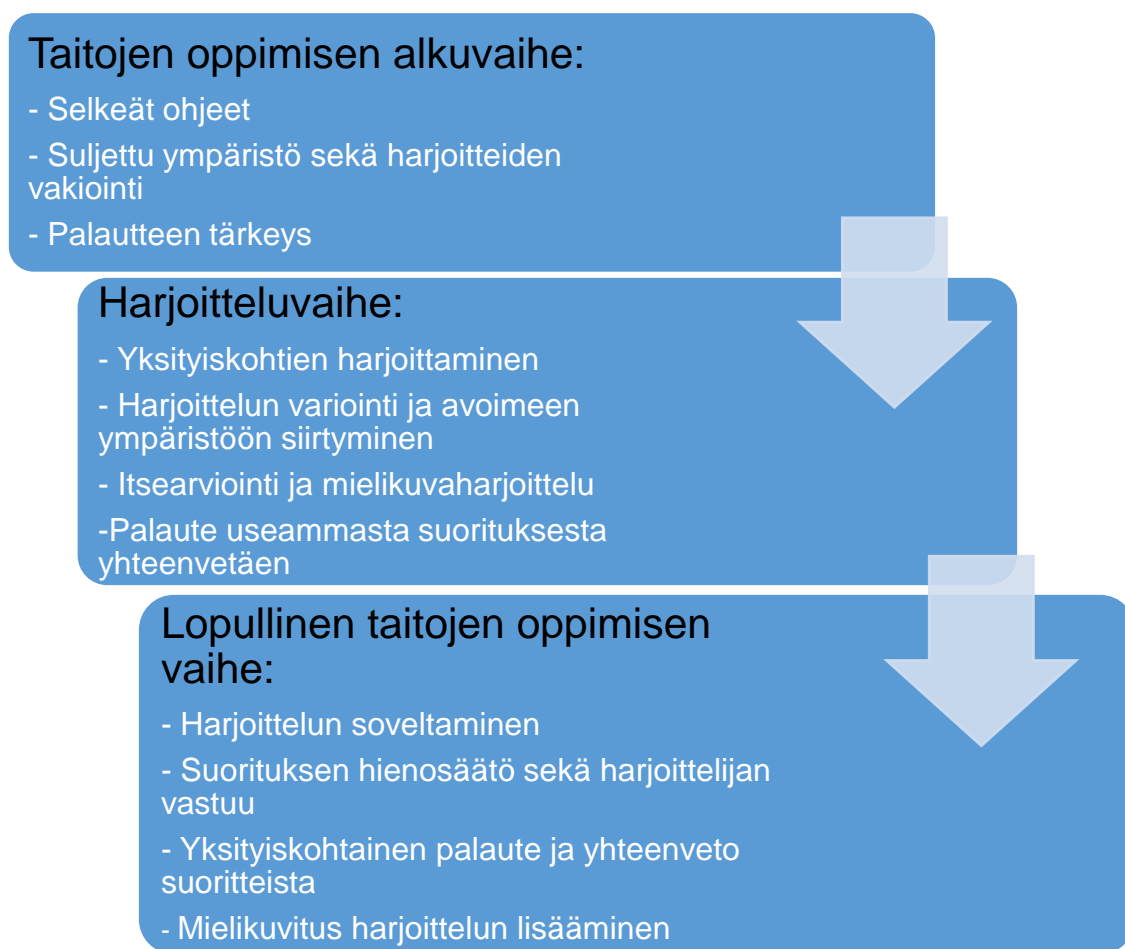 Taitojen oppimisen alkuvaihe:
- Selkeät ohjeet
- Suljettu ympäristö sekä harjoitteiden
vakiointi
- Palautteen tärkeys
Harjoitteluvaihe:
- Yksityiskohtien harjoittaminen
- Harjoittelun variointi ja avoimeen
ympäristöön siirtyminen
- Itsearviointi ja mielikuvaharjoittelu
-Palaute useammasta suorituksesta
yhteenvetäen
Lopullinen taitojen oppimisen
vaihe:
- Harjoittelun soveltaminen
- Suorituksen hienosäätö sekä harjoittelijan
vastuu
- Yksityiskohtainen palaute ja yhteenveto
suoritteista
- Mielikuvitus harjoittelun lisääminen